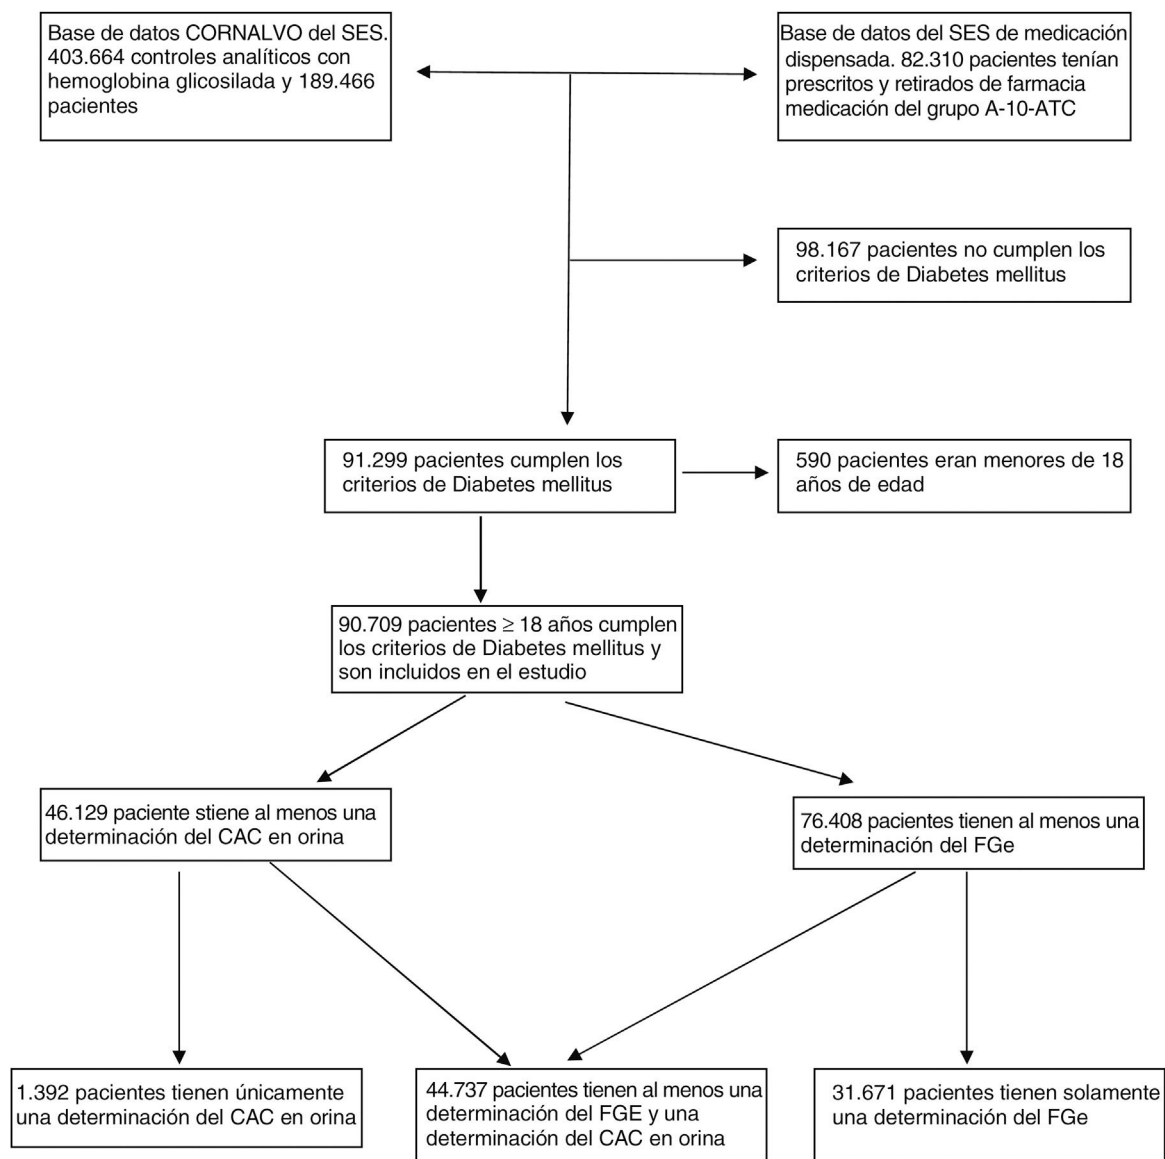 Base de datos CORNALVO del SES.
403.664 controles analíticos con
hemoglobina glicosilada y 189.466
pacientes
Base de datos del SES de medicación
dispensada. 82.310 pacientes tenían
prescritos y retirados de farmacia
medicación del grupo A-10-ATC
98.167 pacientes no cumplen los
criterios de Diabetes mellitus
91.299 pacientes cumplen los
criterios de Diabetes mellitus
590 pacientes eran menores de 18
años de edad
90.709 pacientes ≥ 18 años cumplen
los criterios de Diabetes mellitus y
son incluidos en el estudio
46.129 paciente stiene al menos una
determinación del CAC en orina
76.408 pacientes tienen al menos una
determinación del FGe
1.392 pacientes tienen únicamente
una determinación del CAC en orina
44.737 pacientes tienen al menos una
determinación del FGE y una
determinación del CAC en orina
31.671 pacientes tienen solamente
una determinación del FGe